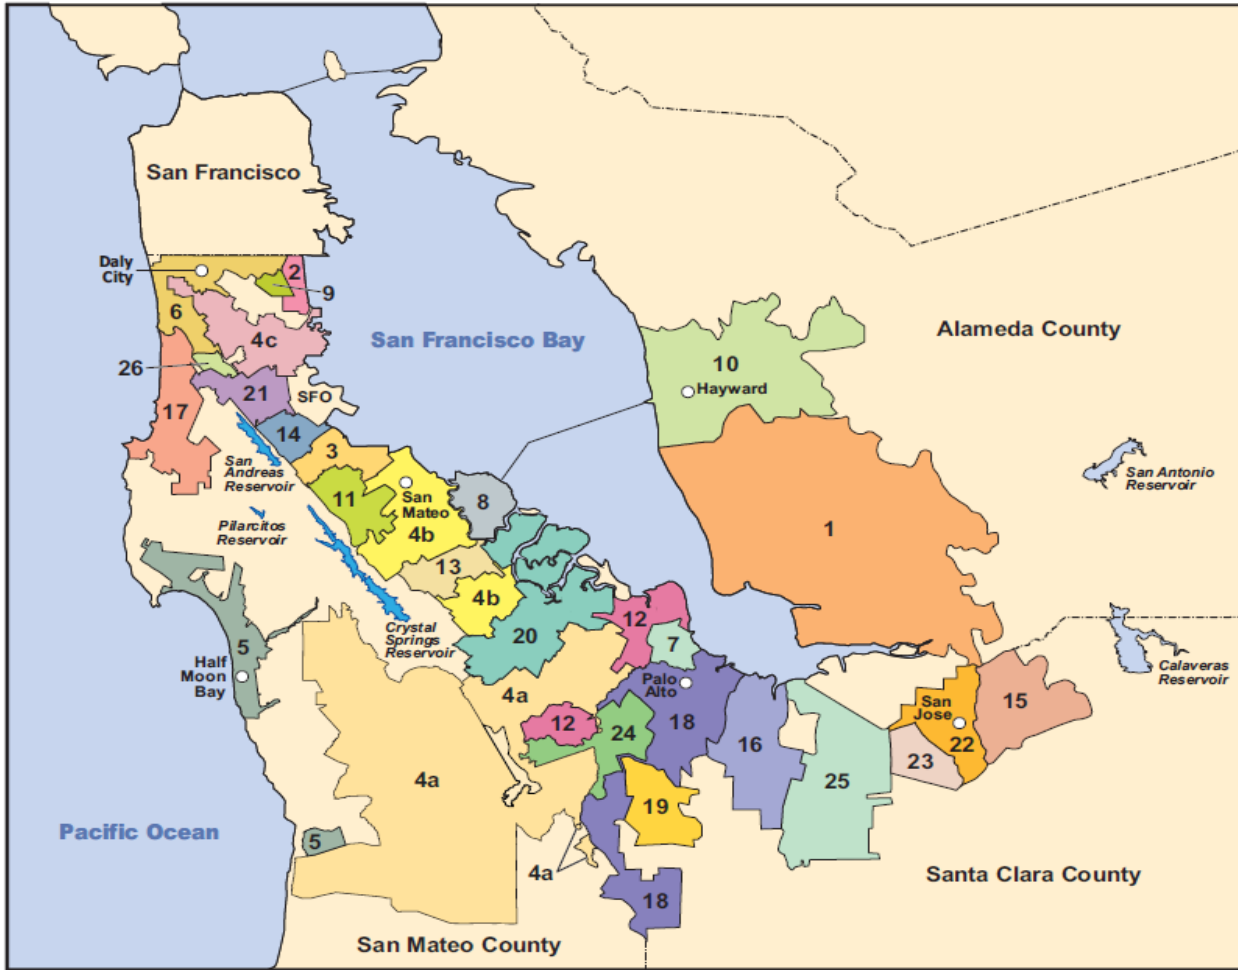 San Francisco
Daly
City
2
9
6
San Francisco Bay
Alameda County
4c
26
10
Hayward
21
SFO
17
14
3
San
Andreas
Reservoir
San Antonio
Reservoir
11
San
Mateo
8
Pilarcitos
Reservoir
4b
1
13
4b
12
20
7
Crystal
Springs
Reservoir
5
Half
Moon
Bay
Calaveras
Reservoir
4a
Palo
Alto
15
San
Jose
12
24
18
16
22
23
4a
25
19
Pacific Ocean
5
4a
18
Santa Clara County
San Mateo County